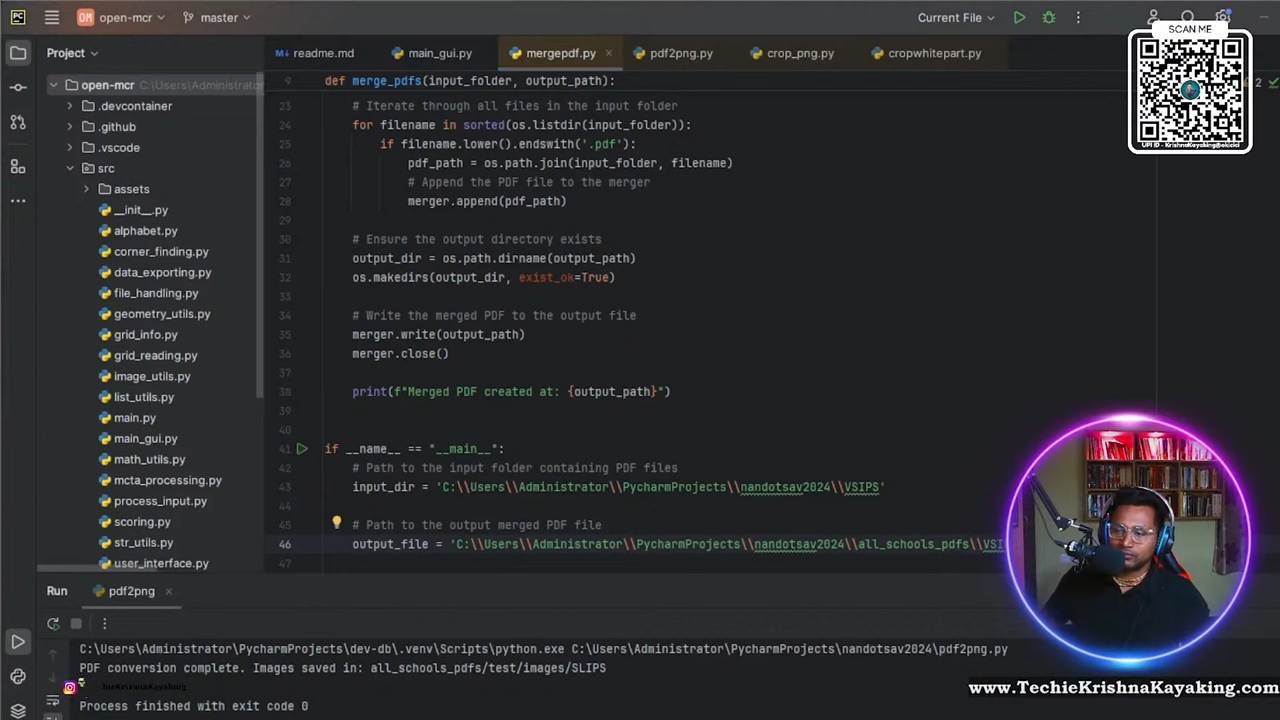 PC
OM open-mcr
master
Current File
SCAN ME
UPI ID - KrishnaKayaking@axisici
Project
readme.md
main_gui.py
mergepdf.py
pdf2png.py
crop_png.py
cropwhitepart.py
open-mcr C:\Users\Administrator
.devcontainer
.github
.vscode
src
assets
__init__.py
alphabet.py
corner_finding.py
data_exporting.py
file_handling.py
geometry_utils.py
grid_info.py
grid_reading.py
image_utils.py
list_utils.py
main.py
main_gui.py
math_utils.py
mcta_processing.py
process_input.py
scoring.py
str_utils.py
user_interface.py
9 def merge_pdfs(input_folder, output_path):
2
23 # Iterate through all files in the input folder
24 for filename in sorted(os.listdir(input_folder)):
25 if filename.lower().endswith('.pdf'):
26 pdf_path = os.path.join(input_folder, filename)
27 # Append the PDF file to the merger
28 merger.append(pdf_path)
29
30 # Ensure the output directory exists
31 output_dir = os.path.dirname(output_path)
32 os.makedirs(output_dir, exist_ok=True)
33
34 # Write the merged PDF to the output file
35 merger.write(output_path)
36 merger.close()
37
38 print(f"Merged PDF created at: {output_path}")
39
40
41 if __name__ == "__main__":
42 # Path to the input folder containing PDF files
43 input_dir = 'C:\\Users\\Administrator\\PycharmProjects\\nandotsav2024\\VSIPS'
44
45 # Path to the output merged PDF file
46 output_file = 'C:\\Users\\Administrator\\PycharmProjects\\nandotsav2024\\all_schools_pdfs\\VSI
47
Run pdf2png
C:\Users\Administrator\PycharmProjects\dev-db\.venv\Scripts\python.exe C:\Users\Administrator\PycharmProjects\nandotsav2024\pdf2png.py
PDF conversion complete. Images saved in: all_schools_pdfs/test/images/SLIPS
Process finished with exit code 0
www.TechieKrishnaKayaking.com